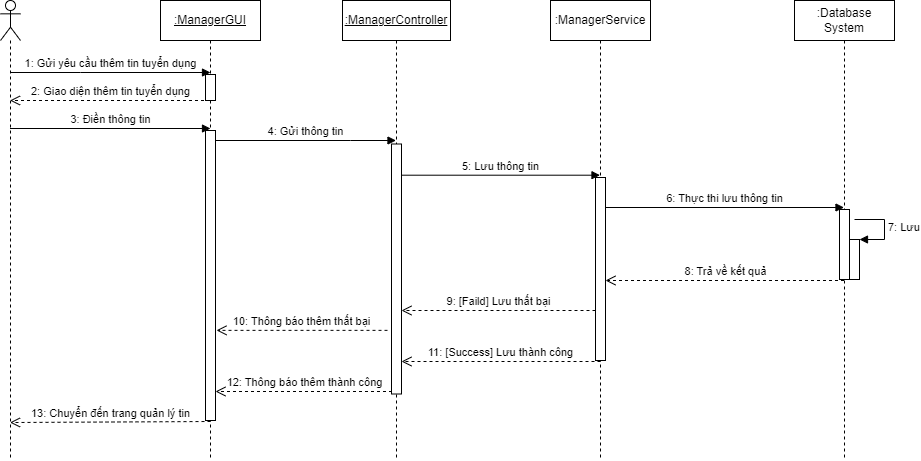 :ManagerGUI
:ManagerController
:ManagerService
:Database
System
1: Gửi yêu cầu thêm tin tuyển dụng
2: Giao diện thêm tin tuyển dụng
3: Điền thông tin
4: Gửi thông tin
5: Lưu thông tin
6: Thực thi lưu thông tin
7: Lưu
8: Trả về kết quả
9: [Faild] Lưu thất bại
10: Thông báo thêm thất bại
11: [Success] Lưu thành công
12: Thông báo thêm thành công
13: Chuyển đến trang quản lý tin